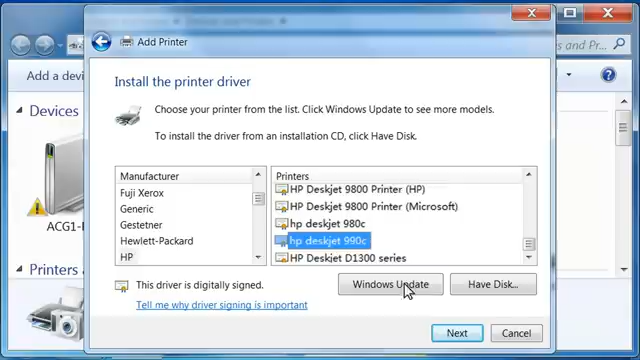 Add Printer
s and Pri...
Add a devi
Install the printer driver
Devices
Choose your printer from the list. Click Windows Update to see more models.
To install the driver from an installation CD, click Have Disk.
Manufacturer
Fuji Xerox
Generic
Gestetner
Hewlett-Packard
HP
Printers
HP Deskjet 9800 Printer (HP)
HP Deskjet 9800 Printer (Microsoft)
hp deskjet 980c
hp deskjet 990c
HP Deskjet D1300 series
ACG1-
Printers a
This driver is digitally signed.
Tell me why driver signing is important
Windows Update
Have Disk...
Next
Cancel